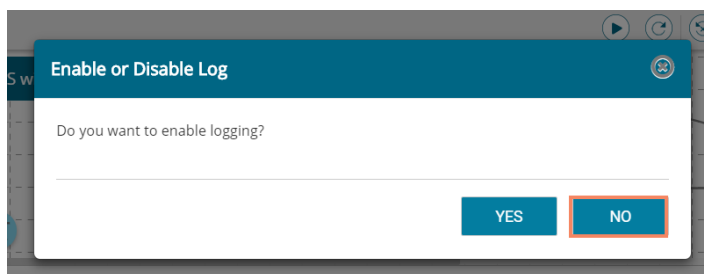 S w
Enable or Disable Log
Do you want to enable logging?
YES NO